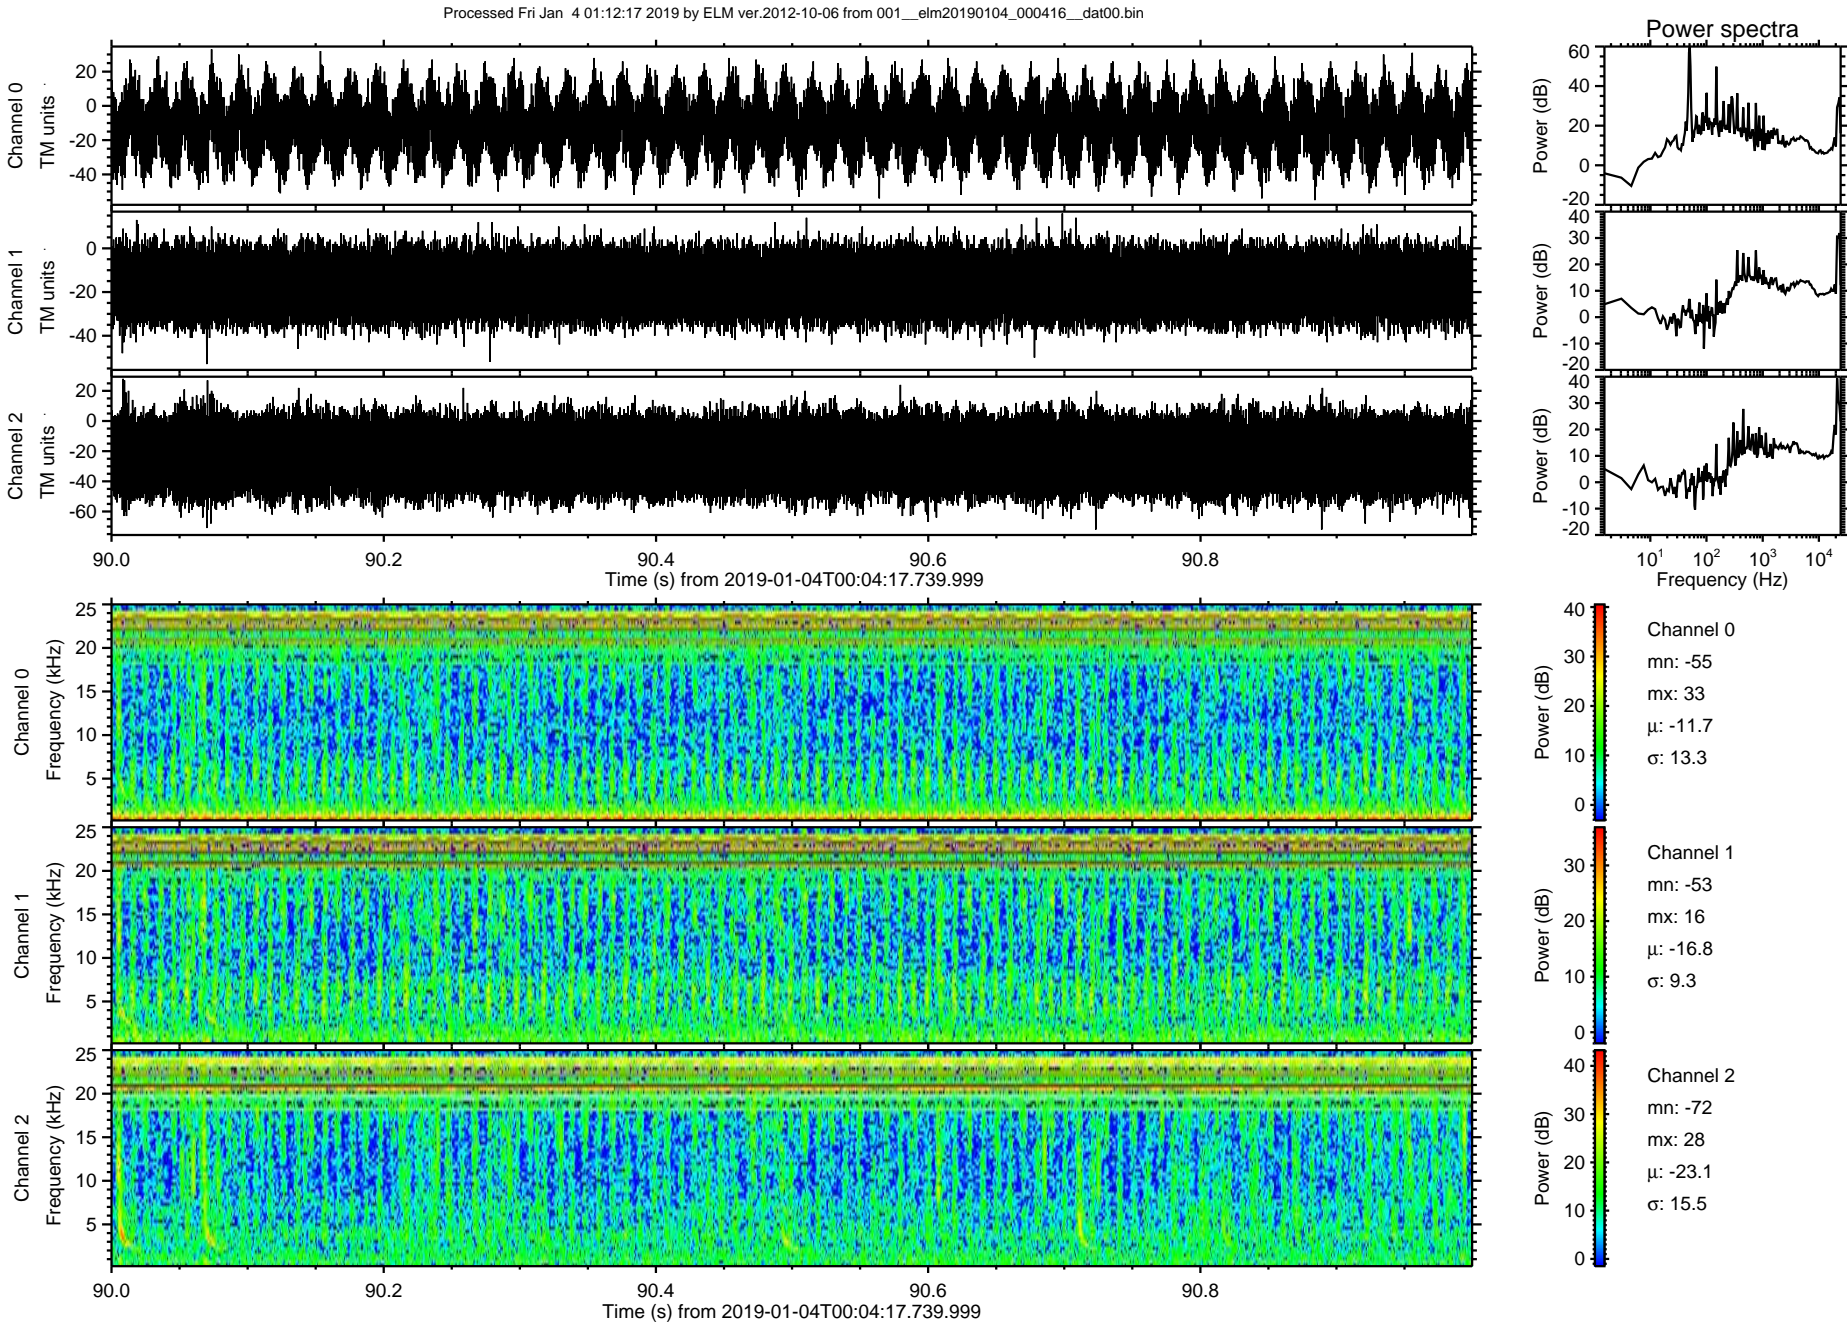 Processed Fri Jan  4 01:12:17 2019 by ELM ver.2012-10-06 from 001__elm20190104_000416__dat00.bin
Power spectra
Channel 0
TM units
20
0
-20
-40
Power (dB)
60
40
20
0
-20
Channel 1
TM units
0
-20
-40
Power (dB)
40
30
20
10
0
-10
-20
Channel 2
TM units
20
0
-20
-40
-60
Power (dB)
40
30
20
10
0
-10
-20
90.0 90.2 90.4 90.6 90.8
Time (s) from 2019-01-04T00:04:17.739.999
10^1 10^2 10^3 10^4
Frequency (Hz)
Channel 0
Frequency (kHz)
25
20
15
10
5
Power (dB)
40
30
20
10
0
Channel 0
mn: -55
mx: 33
μ: -11.7
σ: 13.3
Channel 1
Frequency (kHz)
25
20
15
10
5
Power (dB)
30
20
10
0
Channel 1
mn: -53
mx: 16
μ: -16.8
σ: 9.3
Channel 2
Frequency (kHz)
25
20
15
10
5
Power (dB)
40
30
20
10
0
Channel 2
mn: -72
mx: 28
μ: -23.1
σ: 15.5
90.0 90.2 90.4 90.6 90.8
Time (s) from 2019-01-04T00:04:17.739.999